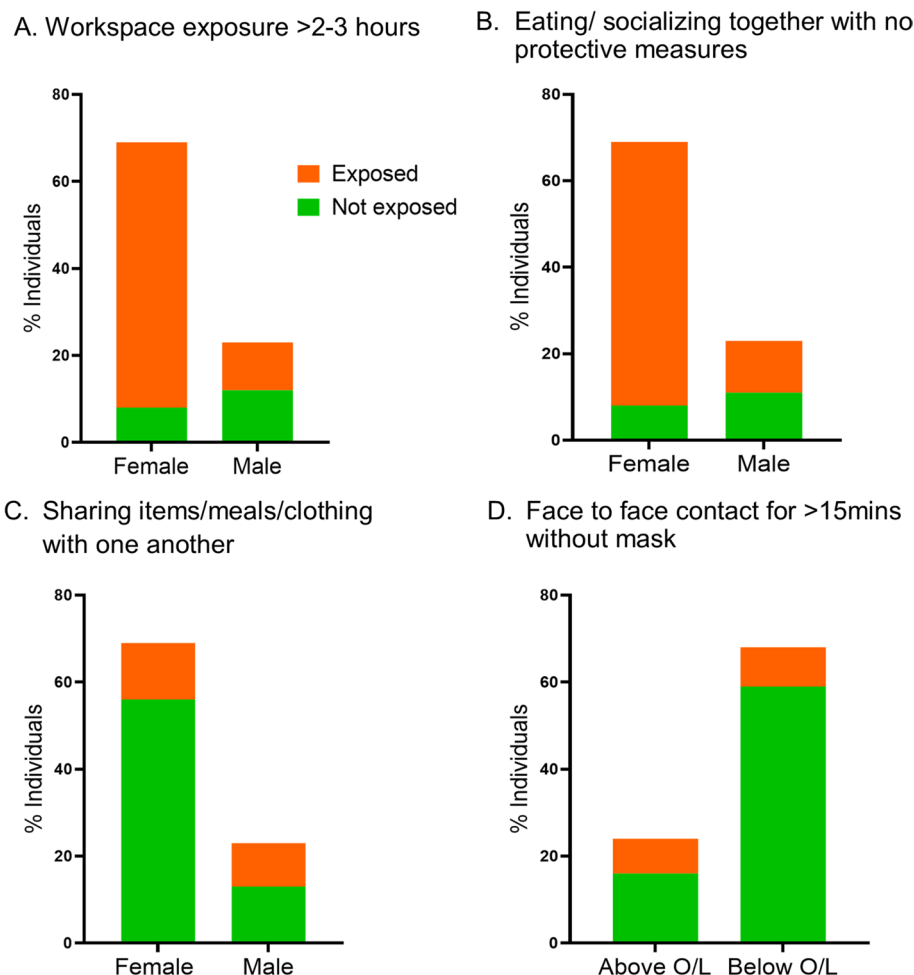 A. Workspace exposure >2-3 hours
80
60
40
20
0
% Individuals
Female
Male
Exposed
Not exposed
B. Eating/ socializing together with no
protective measures
80
60
40
20
0
% Individuals
Female
Male
C. Sharing items/meals/clothing
with one another
80
60
40
20
0
% Individuals
Female
Male
D. Face to face contact for >15mins
without mask
80
60
40
20
0
% Individuals
Above O/L
Below O/L